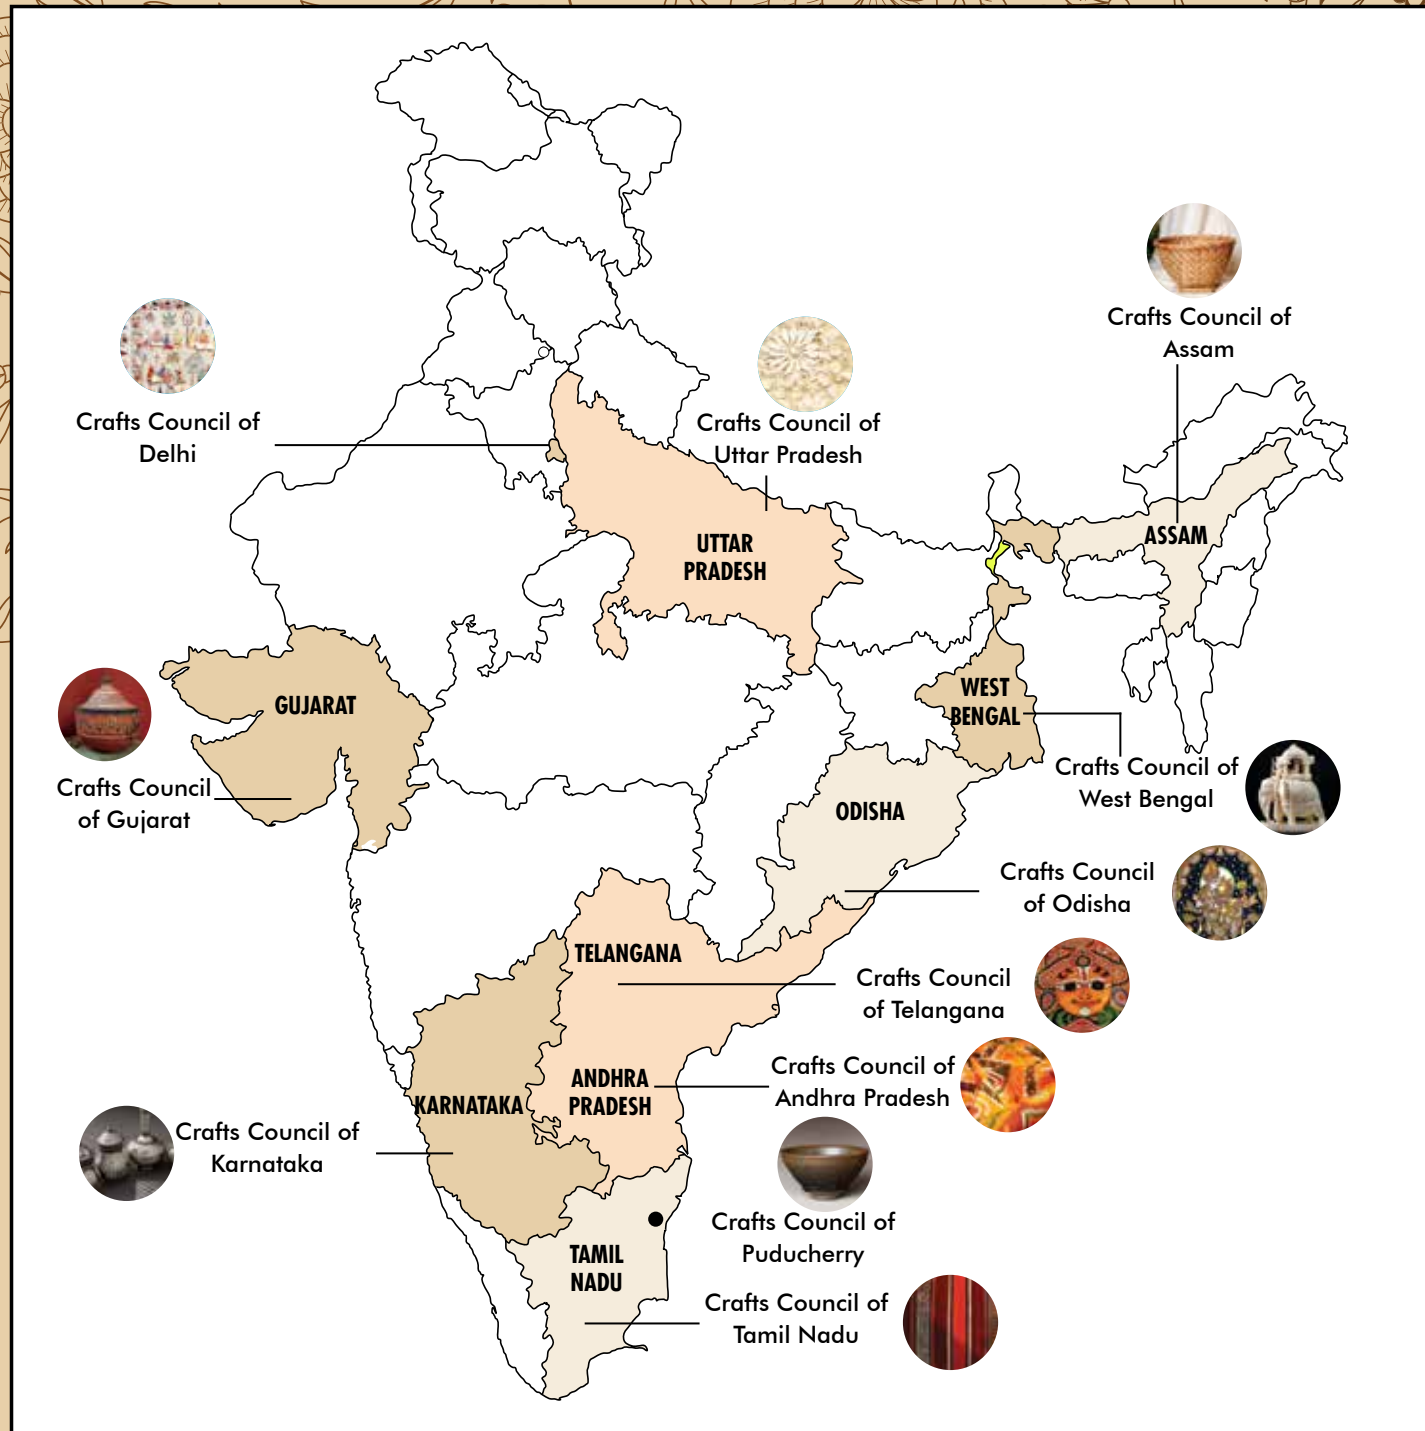 Crafts Council of
Assam
Crafts Council of
Delhi
Crafts Council of
Uttar Pradesh
UTTAR
PRADESH
ASSAM
GUJARAT
WEST
BENGAL
Crafts Council
of Gujarat
Crafts Council of
West Bengal
ODISHA
Crafts Council
of Odisha
TELANGANA
Crafts Council
of Telangana
ANDHRA
PRADESH
Crafts Council of
Andhra Pradesh
KARNATAKA
Crafts Council of
Karnataka
Crafts Council of
Puducherry
TAMIL
NADU
Crafts Council of
Tamil Nadu